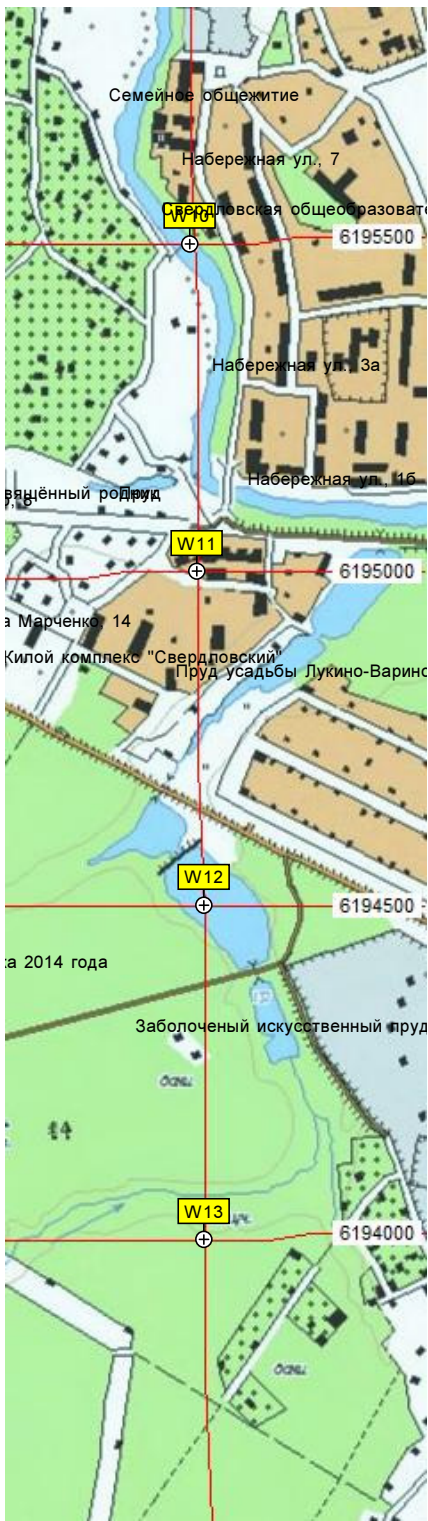 Семейное общежитие
Набережная ул., 7
Свердловская общеобразовате
W10
6195500
Набережная ул., 3а
Набережная ул., 1б
вящённый родник
W11
6195000
а Марченко, 14
Жилой комплекс "Свердловский"
Пруд усадьбы Лукино-Варино
W12
6194500
ка 2014 года
Заболоченый искусственный пруд
W13
6194000